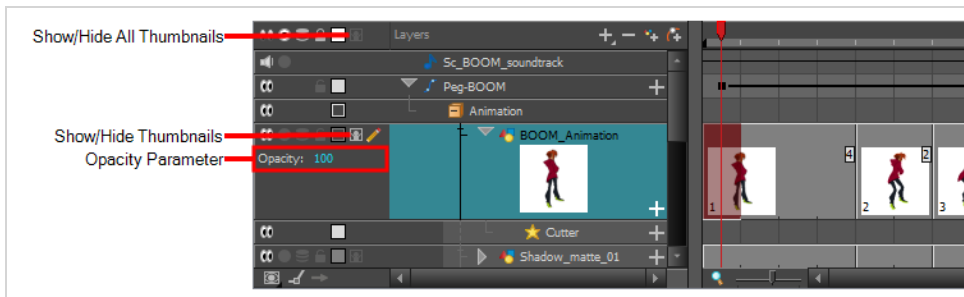 Show/Hide All Thumbnails
Layers
Sc_BOOM_soundtrack
Peg-BOOM
Animation
Show/Hide Thumbnails
BOOM_Animation
Opacity Parameter
Opacity: 100
4
2
1
2
3
Cutter
Shadow_matte_01